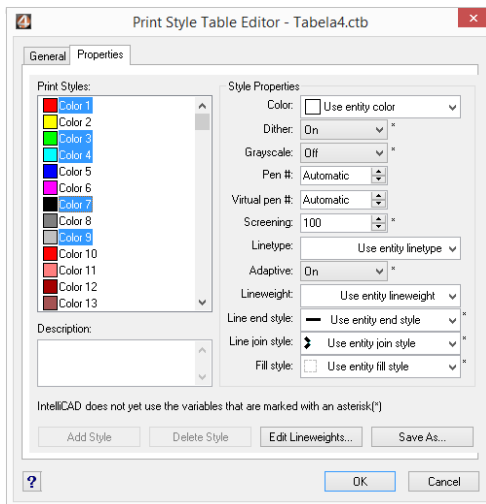 Print Style Table Editor - Tabela4.ctb
General
Properties
Print Styles:
Color 1
Color 2
Color 3
Color 4
Color 5
Color 6
Color 7
Color 8
Color 9
Color 10
Color 11
Color 12
Color 13
Description:
Style Properties
Color: Use entity color
Dither: On *
Grayscale: Off *
Pen #: Automatic
Virtual pen #: Automatic
Screening: 100 *
Linetype: Use entity linetype
Adaptive: On *
Lineweight: Use entity lineweight
Line end style: Use entity end style *
Line join style: Use entity join style *
Fill style: Use entity fill style *
IntelliCAD does not yet use the variables that are marked with an asterisk(*)
Add Style
Delete Style
Edit Lineweights...
Save As...
?
OK
Cancel